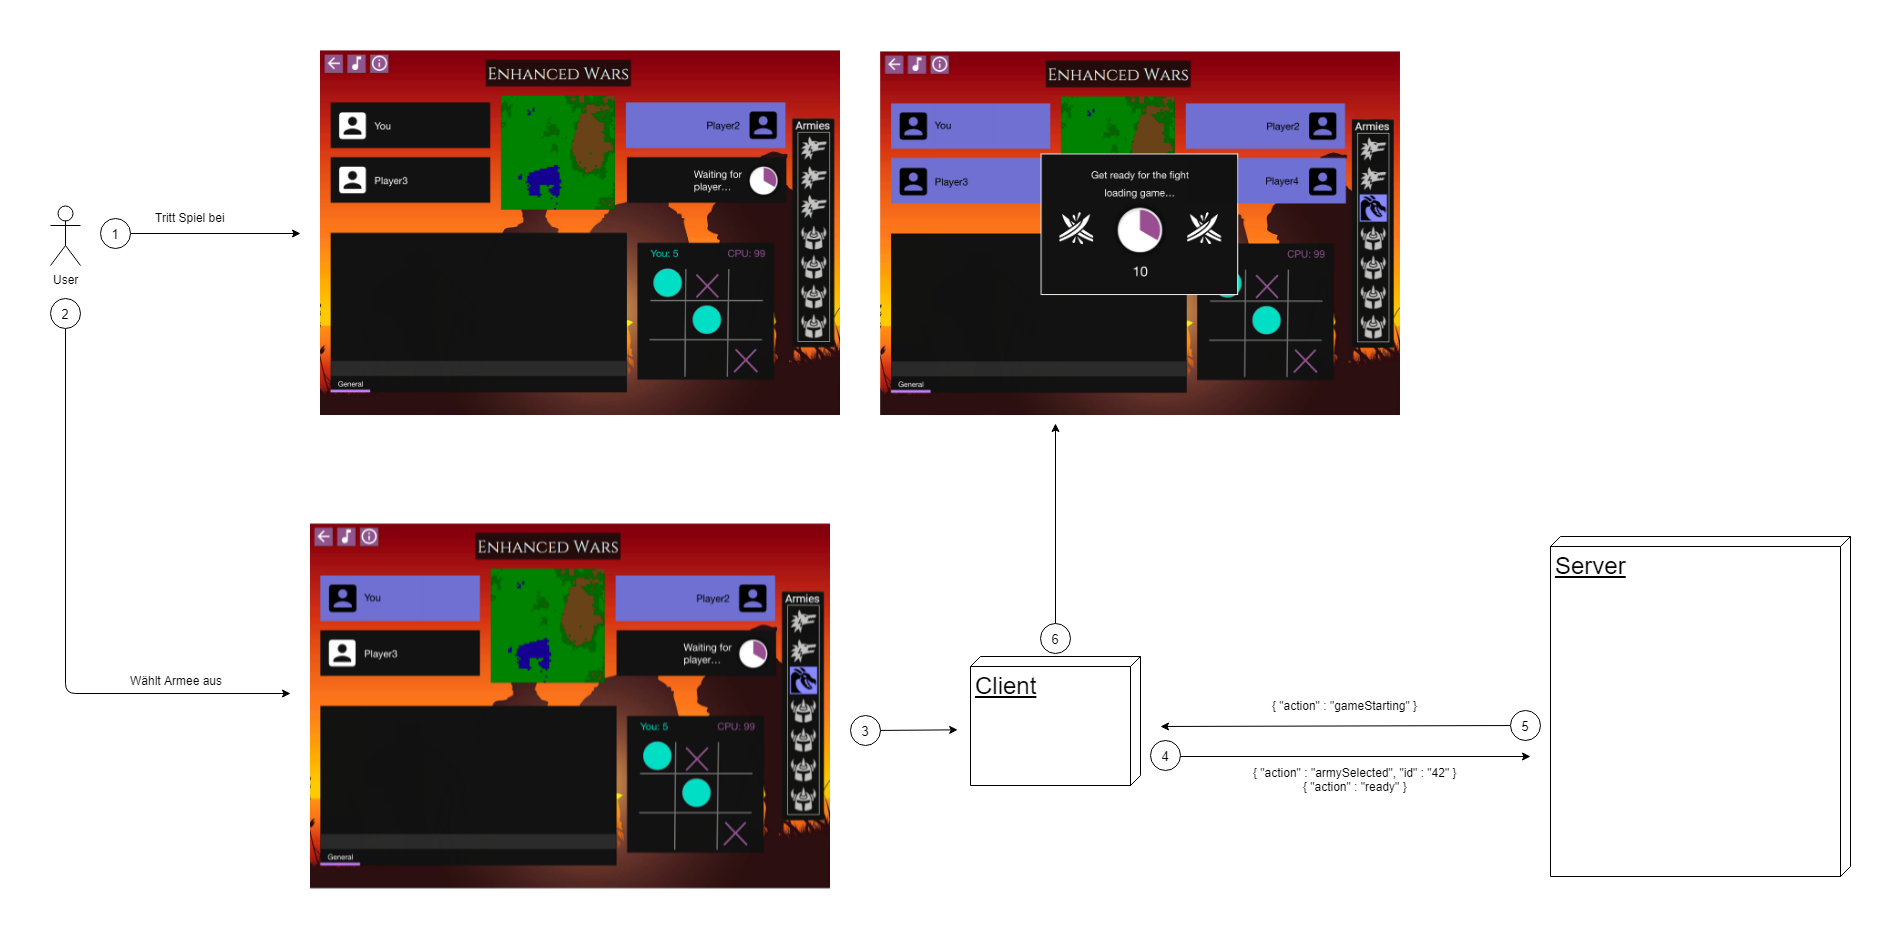 ENHANCED WARS
You
Player2
Player3
Waiting for
player...
Armies
You: 5
CPU: 99
General
ENHANCED WARS
You
Player2
Player3
Player4
Armies
Get ready for the fight
loading game...
10
CPU: 99
General
1
Tritt Spiel bei
User
2
Wählt Armee aus
ENHANCED WARS
You
Player2
Player3
Waiting for
player...
Armies
You: 5
CPU: 99
General
3
Client
6
{ "action" : "gameStarting" }
5
4
{ "action" : "armySelected", "id" : "42" }
{ "action" : "ready" }
Server